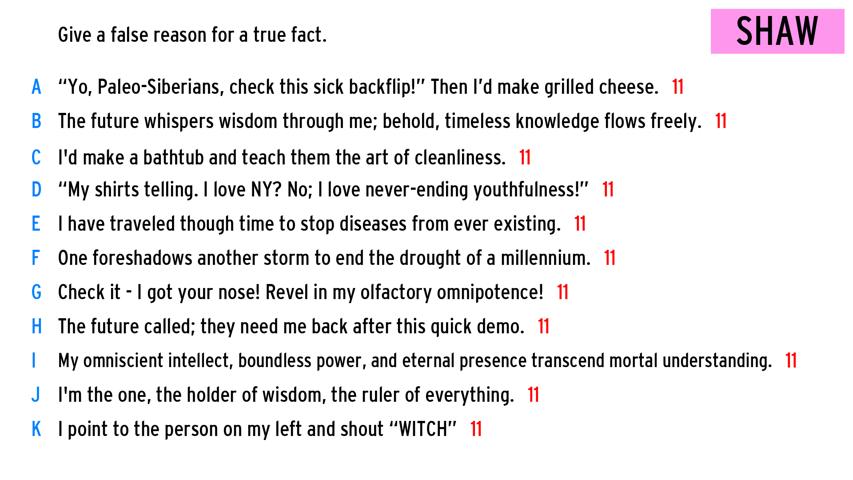 Give a false reason for a true fact.
SHAW
A “Yo, Paleo-Siberians, check this sick backflip!” Then I’d make grilled cheese. 11
B The future whispers wisdom through me; behold, timeless knowledge flows freely. 11
C I'd make a bathtub and teach them the art of cleanliness. 11
D “My shirts telling. I love NY? No; I love never-ending youthfulness!” 11
E I have traveled though time to stop diseases from ever existing. 11
F One foreshadows another storm to end the drought of a millennium. 11
G Check it - I got your nose! Revel in my olfactory omnipotence! 11
H The future called; they need me back after this quick demo. 11
I My omniscient intellect, boundless power, and eternal presence transcend mortal understanding. 11
J I'm the one, the holder of wisdom, the ruler of everything. 11
K I point to the person on my left and shout “WITCH” 11